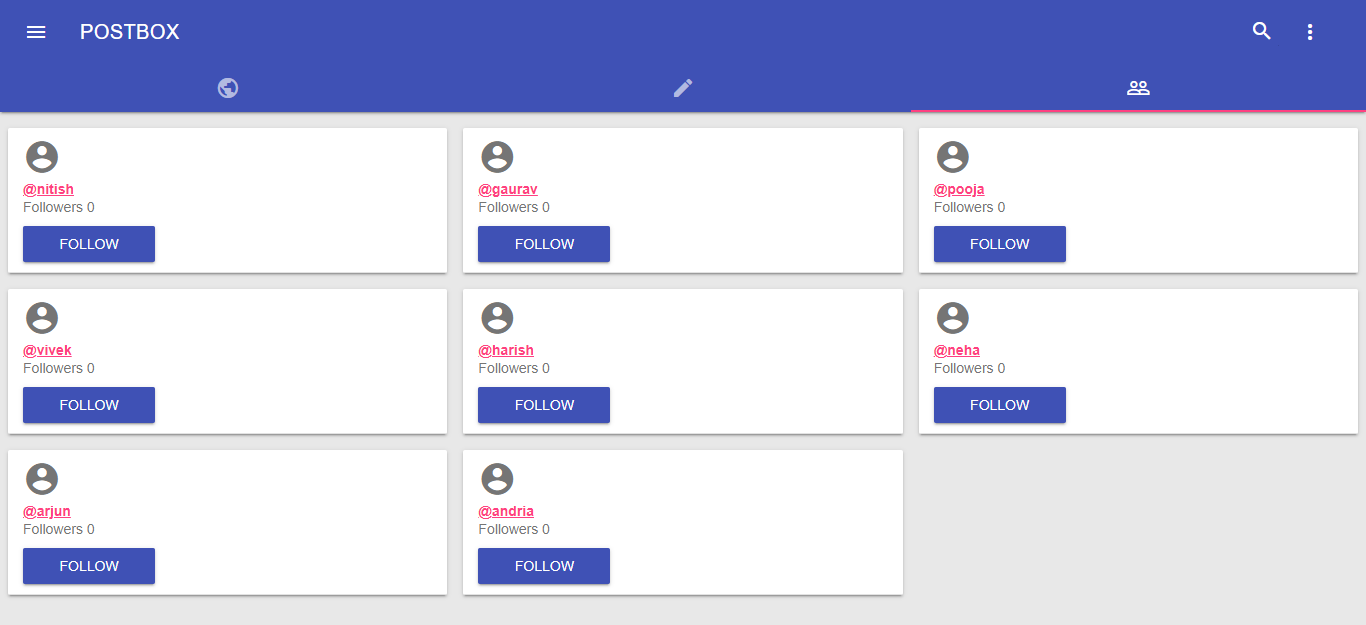 POSTBOX
@nitish
Followers 0
FOLLOW
@gaurav
Followers 0
FOLLOW
@pooja
Followers 0
FOLLOW
@vivek
Followers 0
FOLLOW
@harish
Followers 0
FOLLOW
@neha
Followers 0
FOLLOW
@arjun
Followers 0
FOLLOW
@andria
Followers 0
FOLLOW